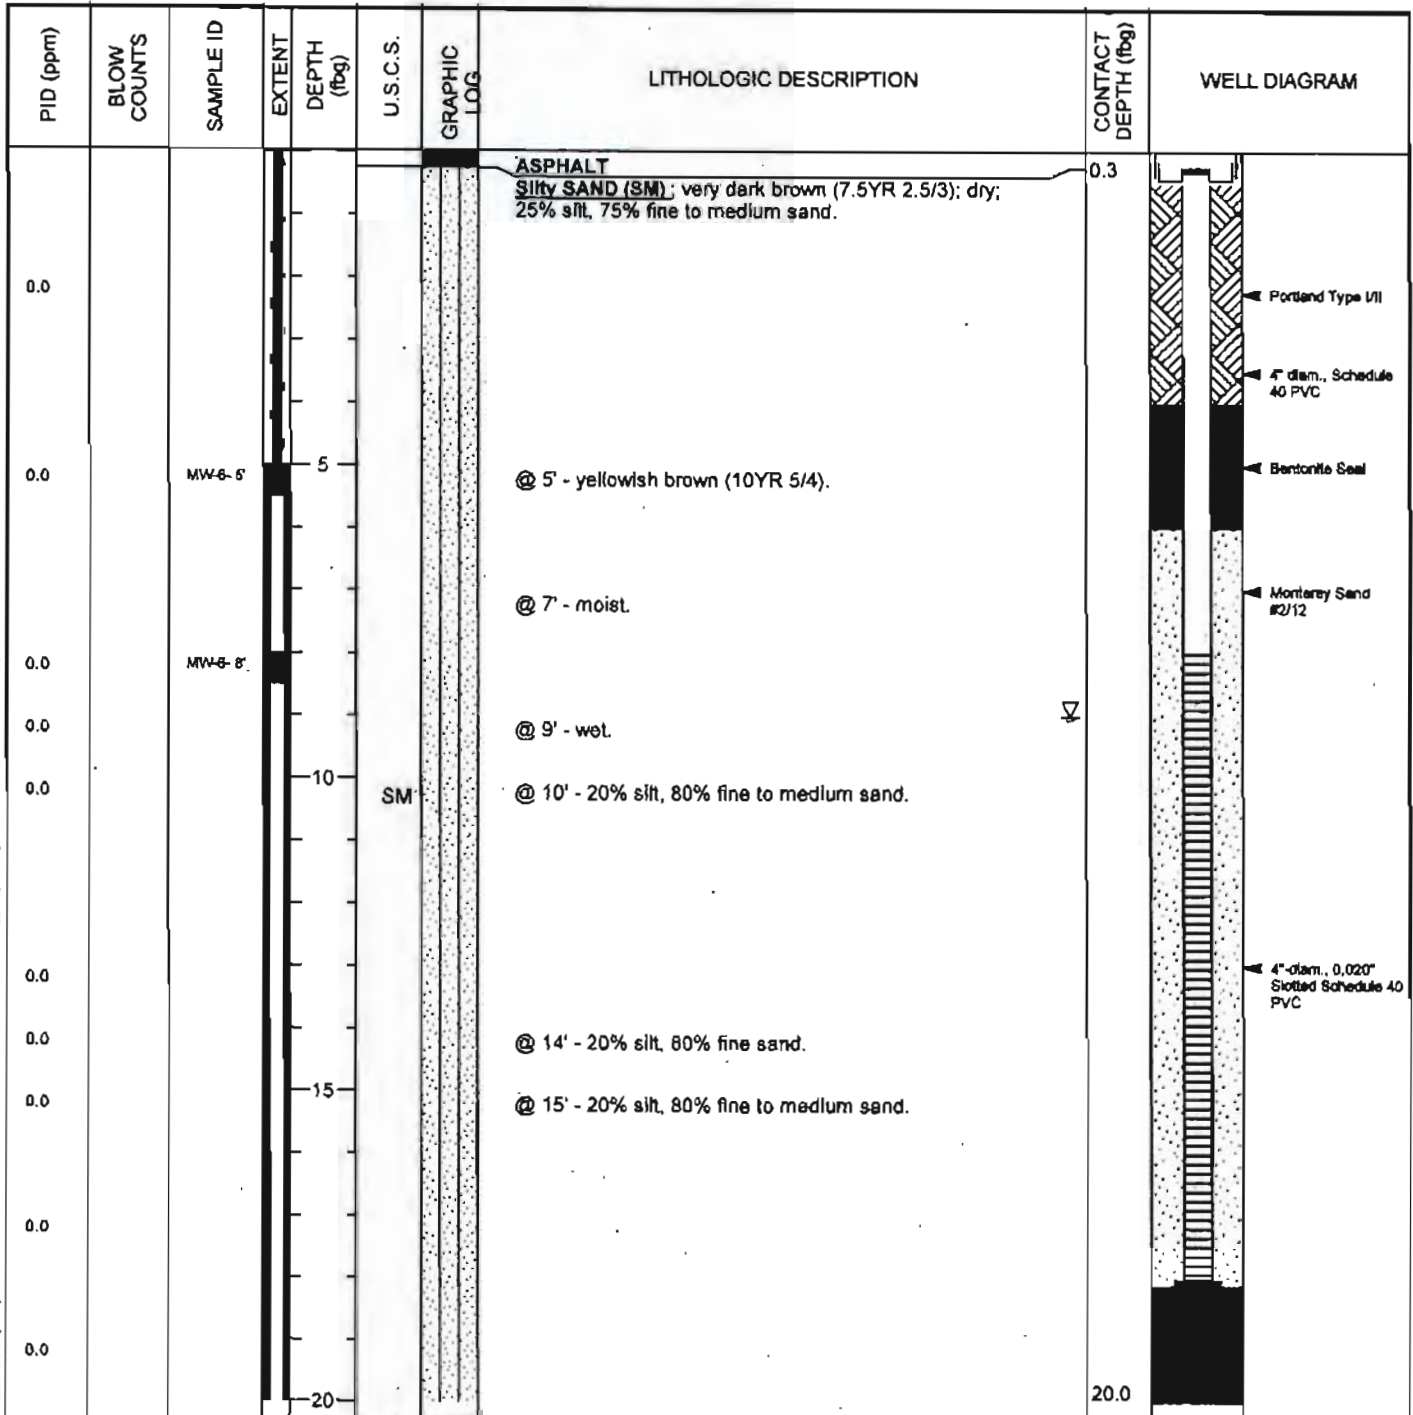 PID (ppm)
BLOW
COUNTS
SAMPLE ID
EXTENT
DEPTH
(fbg)
U.S.C.S.
GRAPHIC
LOG
LITHOLOGIC DESCRIPTION
CONTACT
DEPTH (fbg)
WELL DIAGRAM
ASPHALT
0.3
Silty SAND (SM); very dark brown (7.5YR 2.5/3); dry;
25% silt, 75% fine to medium sand.
0.0
Portland Type I/II
4" diam., Schedule
40 PVC
0.0
MW-6- 5'
5
@ 5' - yellowish brown (10YR 5/4).
Bentonite Seal
@ 7' - moist.
Monterey Sand
#2/12
0.0
MW-6- 8'
0.0
@ 9' - wet.
10
0.0
SM
@ 10' - 20% silt, 80% fine to medium sand.
0.0
4"-diam., 0.020"
Slotted Schedule 40
PVC
0.0
@ 14' - 20% silt, 80% fine sand.
15
0.0
@ 15' - 20% silt, 80% fine to medium sand.
0.0
0.0
20
20.0